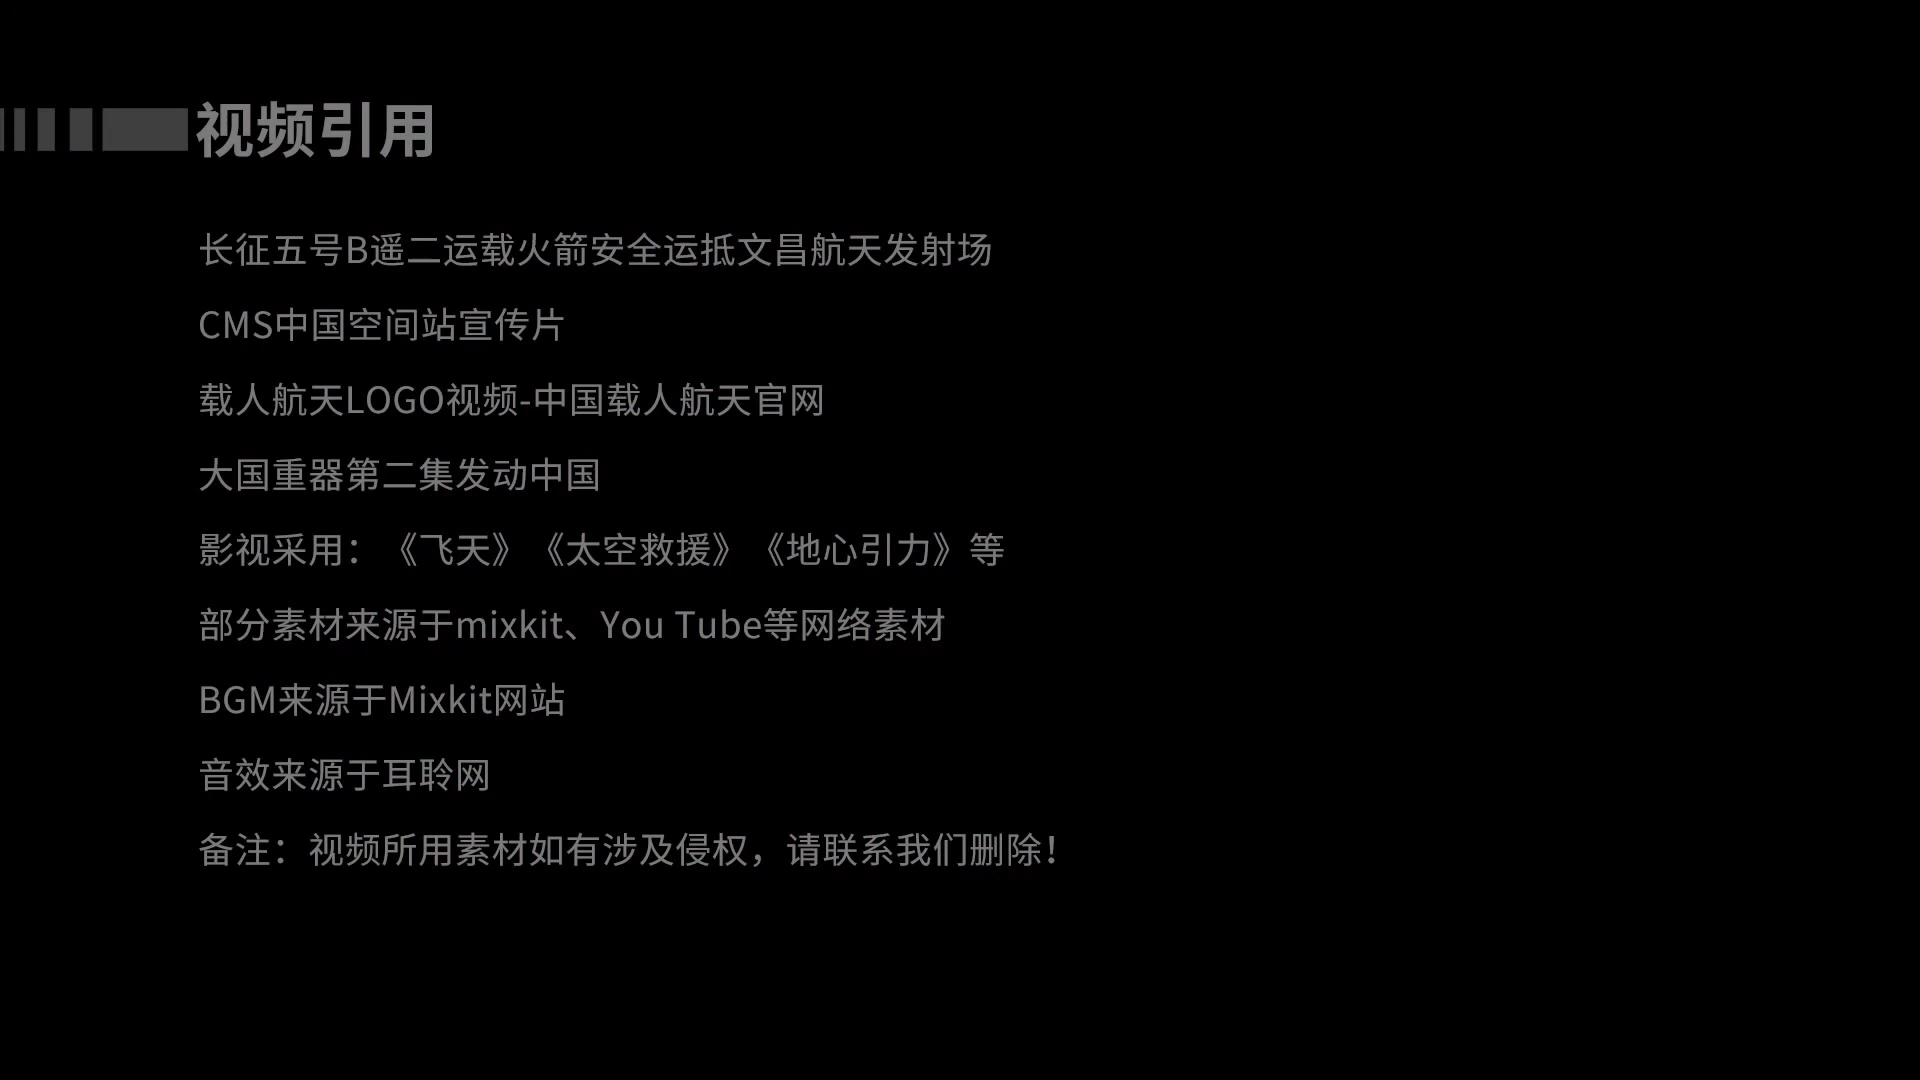 视频引用
长征五号B遥二运载火箭安全运抵文昌航天发射场
CMS中国空间站宣传片
载人航天LOGO视频-中国载人航天官网
大国重器第二集发动中国
影视采用：《飞天》《太空救援》《地心引力》等
部分素材来源于mixkit、You Tube等网络素材
BGM来源于Mixkit网站
音效来源于耳聆网
备注：视频所用素材如有涉及侵权，请联系我们删除！